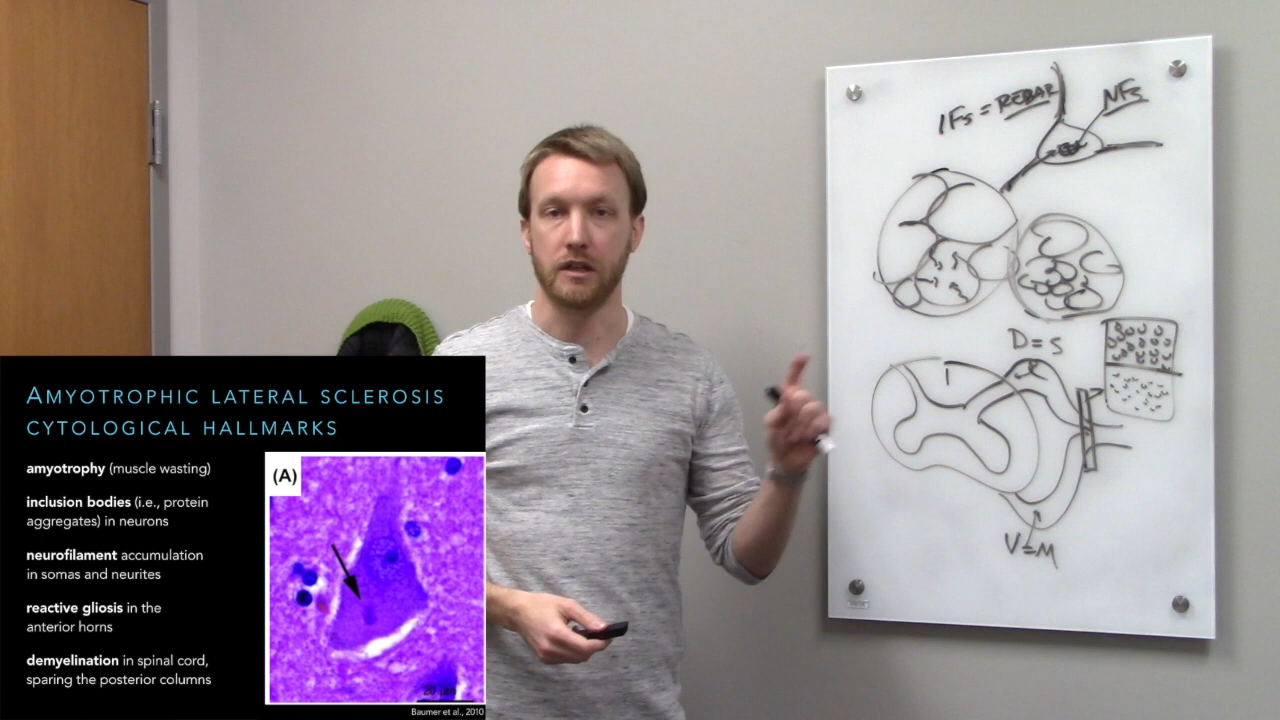 IFs = REBAR
NFs
D = S
V = M
AMYOTROPHIC LATERAL SCLEROSIS
CYTOLOGICAL HALLMARKS
amyotrophy (muscle wasting)
inclusion bodies (i.e., protein
aggregates) in neurons
neurofilament accumulation
in somas and neurites
reactive gliosis in the
anterior horns
demyelination in spinal cord,
sparing the posterior columns
(A)
20 µm
Baumer et al., 2010